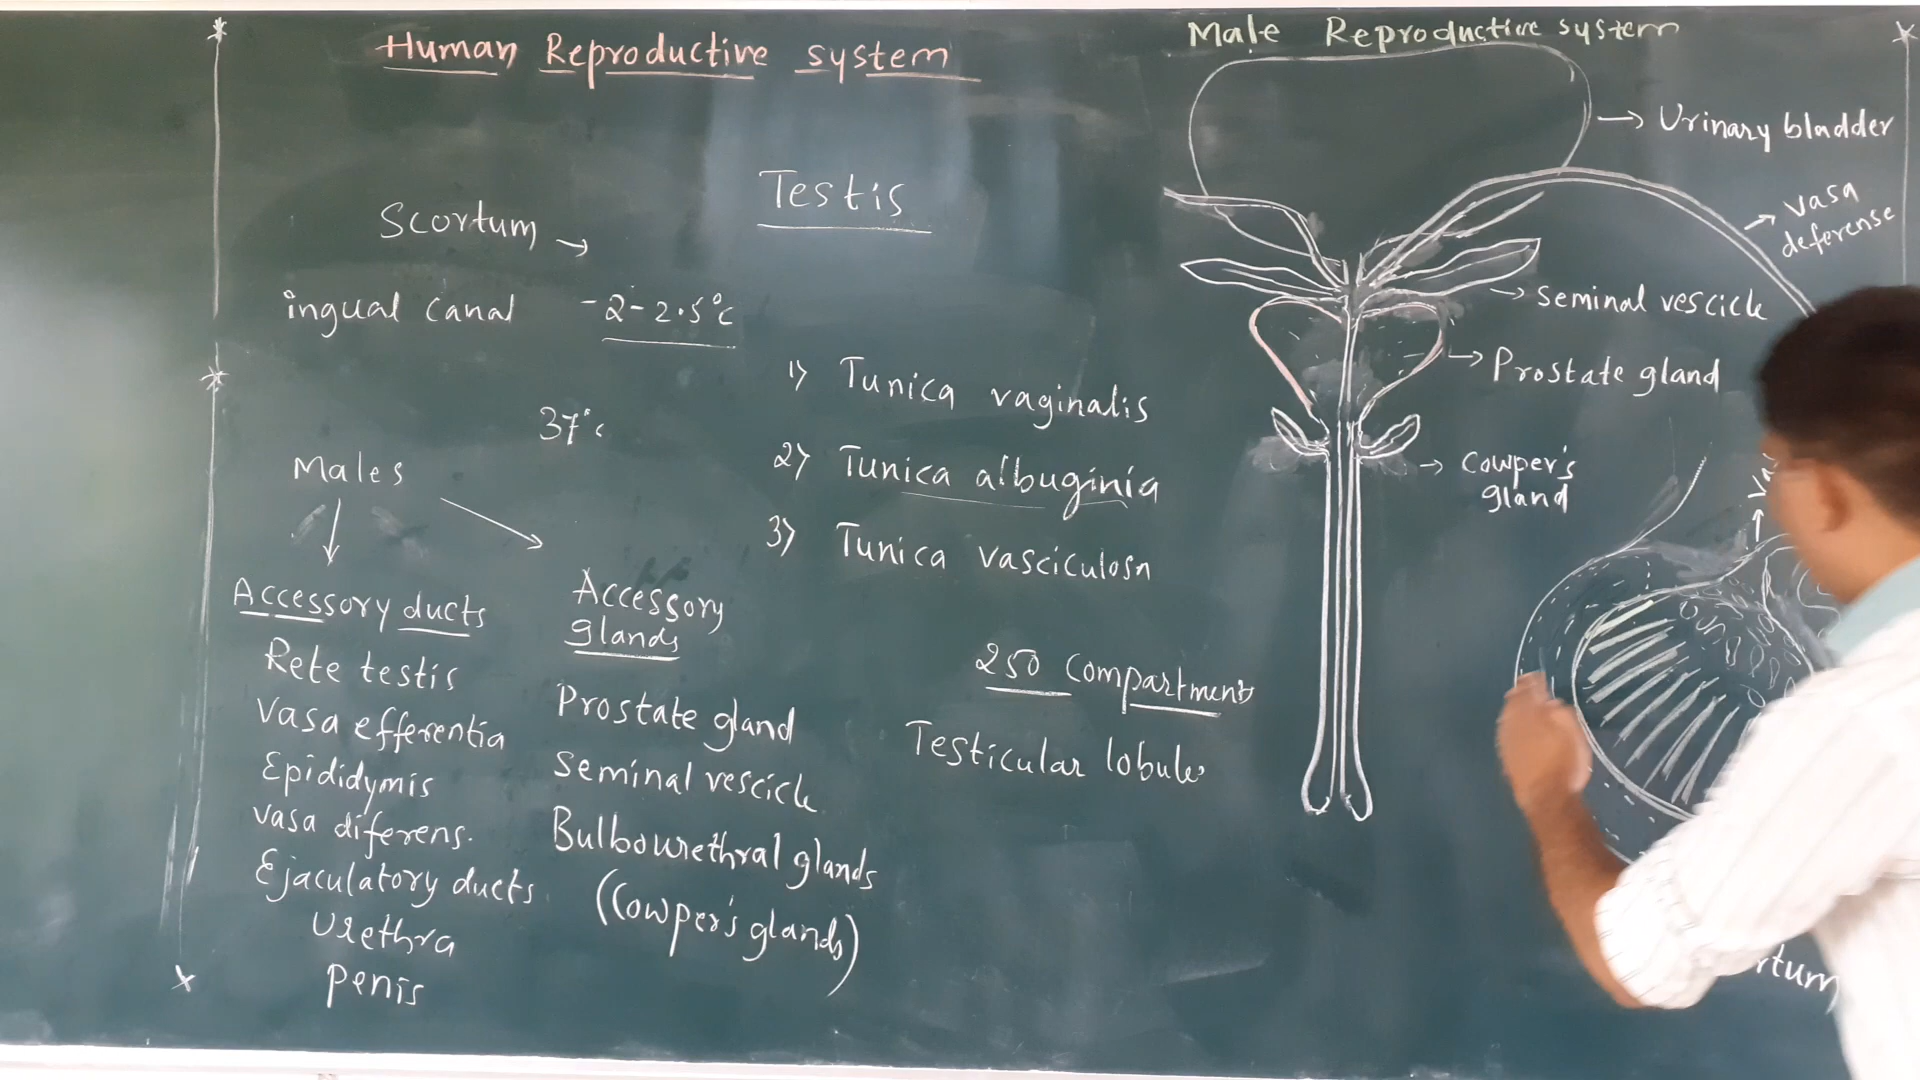 Human Reproductive system
Testis
Scortum →
ingual canal -2-2.5°c
37°c
1) Tunica vaginalis
2) Tunica albuginia
3) Tunica vasciculosa
250 compartments
Testicular lobules
Males
Accessory ducts
Rete testis
Vasa efferentia
Epididymis
vasa diferens.
Ejaculatory ducts
Urethra
penis
Accessory
glands
Prostate gland
Seminal vescicle
Bulbourethral glands
(Cowper's glands)
Male Reproductive system
→ Urinary bladder
→ vasa
deferense
→ seminal vescicle
→ Prostate gland
→ Cowper's
gland
rtum